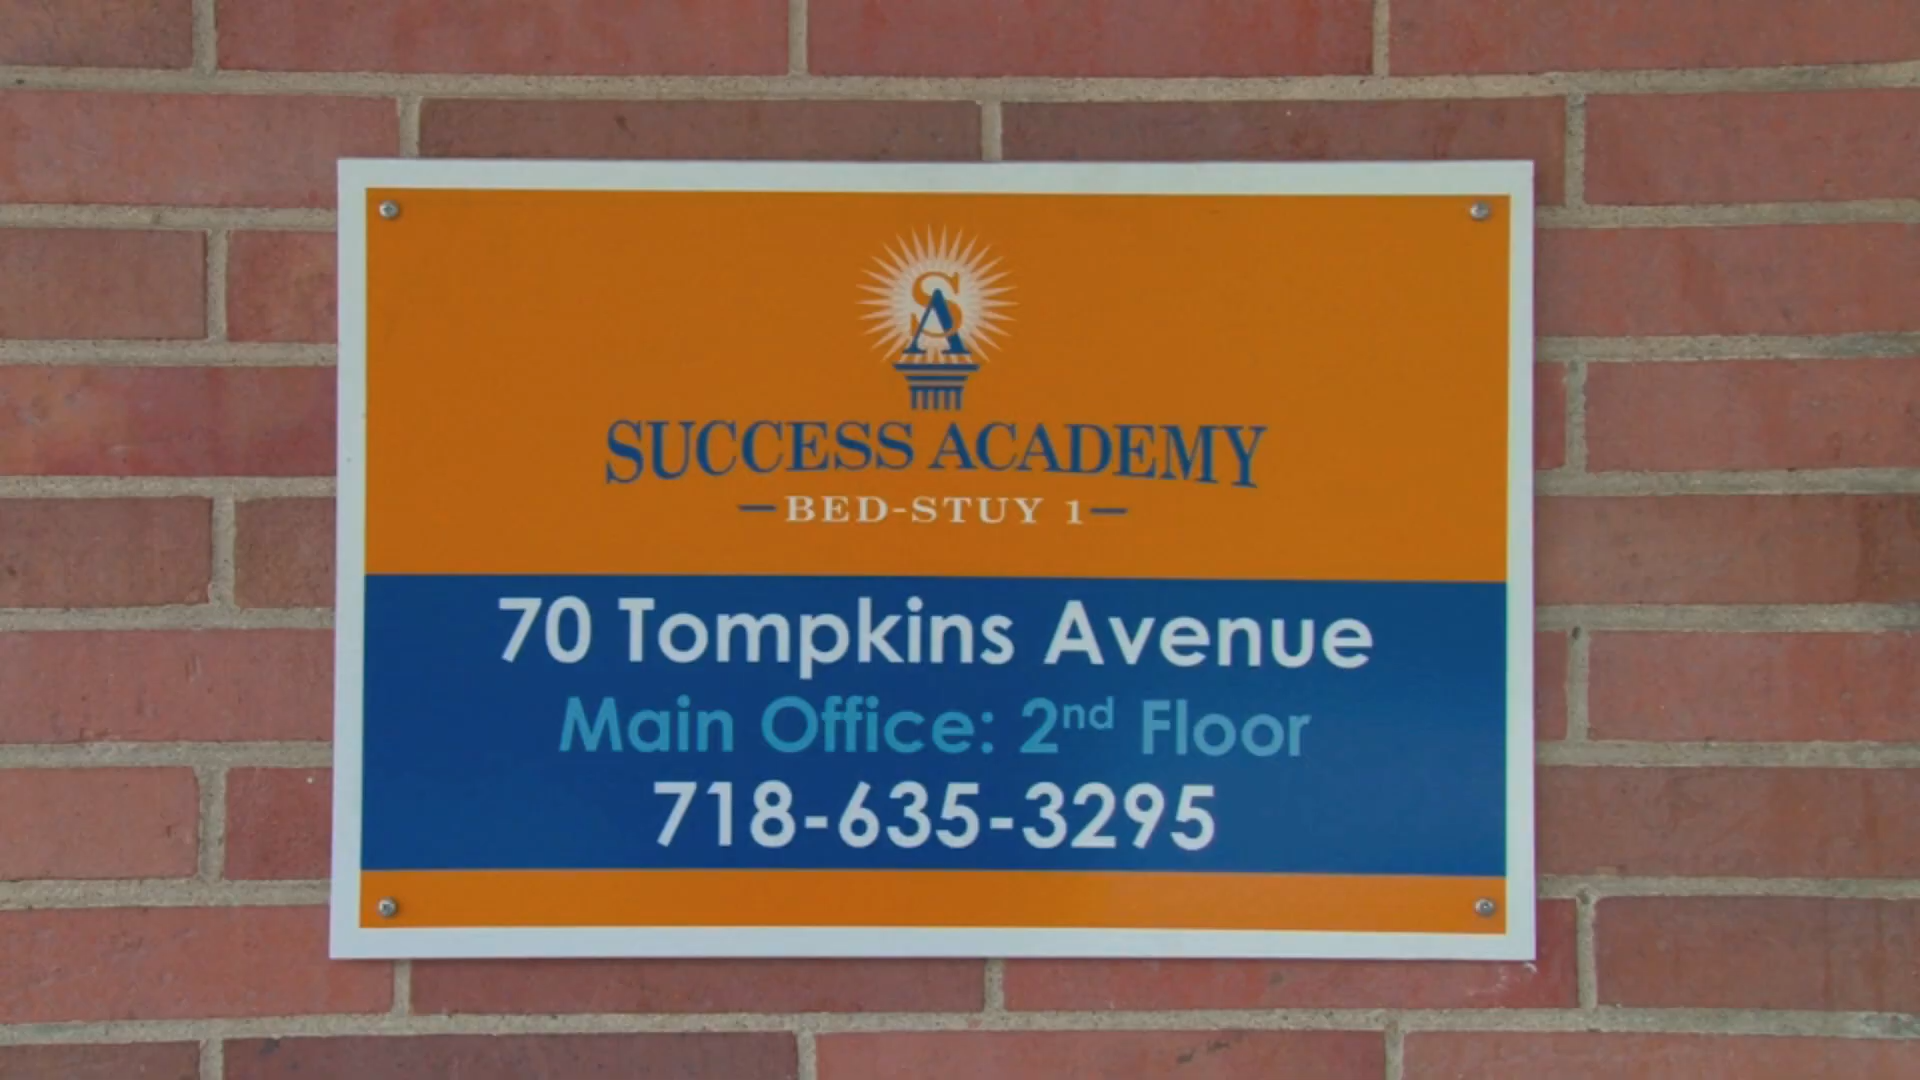 SA
SUCCESS ACADEMY
—BED-STUY 1—
70 Tompkins Avenue
Main Office: 2nd Floor
718-635-3295